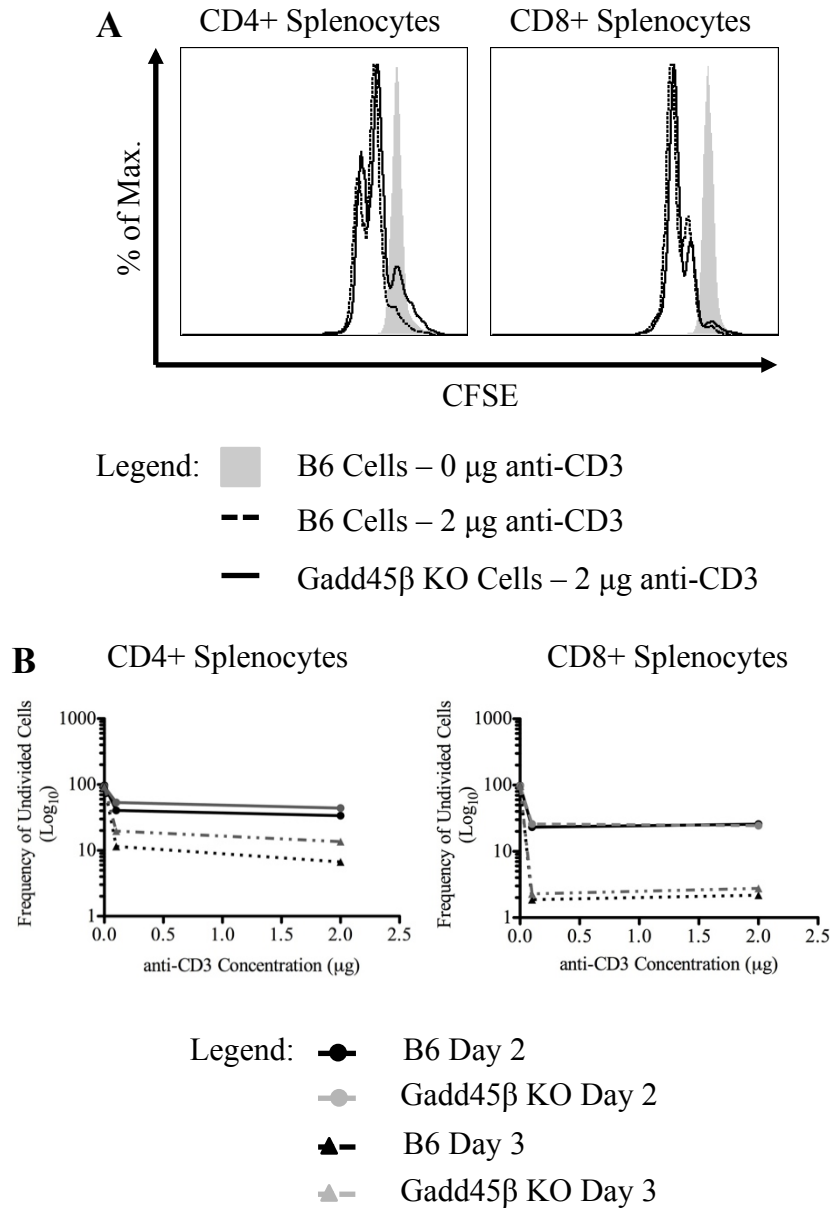 A
CD4+ Splenocytes
CD8+ Splenocytes
% of Max.
CFSE
Legend:
B6 Cells – 0 μg anti-CD3
B6 Cells – 2 μg anti-CD3
Gadd45β KO Cells – 2 μg anti-CD3
B
CD4+ Splenocytes
CD8+ Splenocytes
Frequency of Undivided Cells
(Log10)
1000
100
10
1
0.0 0.5 1.0 1.5 2.0 2.5
anti-CD3 Concentration (μg)
Frequency of Undivided Cells
(Log10)
1000
100
10
1
0.0 0.5 1.0 1.5 2.0 2.5
anti-CD3 Concentration (μg)
Legend:
B6 Day 2
Gadd45β KO Day 2
B6 Day 3
Gadd45β KO Day 3